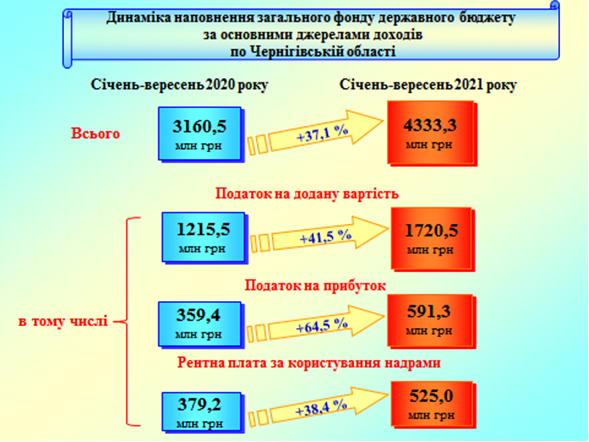 Динаміка наповнення загального фонду державного бюджету
за основними джерелами доходів
по Чернігівській області
Січень-вересень 2020 року
Січень-вересень 2021 року
Всього
3160,5
млн грн
+37,1 %
4333,3
млн грн
Податок на додану вартість
1215,5
млн грн
+41,5 %
1720,5
млн грн
Податок на прибуток
в тому числі
359,4
млн грн
+64,5 %
591,3
млн грн
Рентна плата за користування надрами
379,2
млн грн
+38,4 %
525,0
млн грн